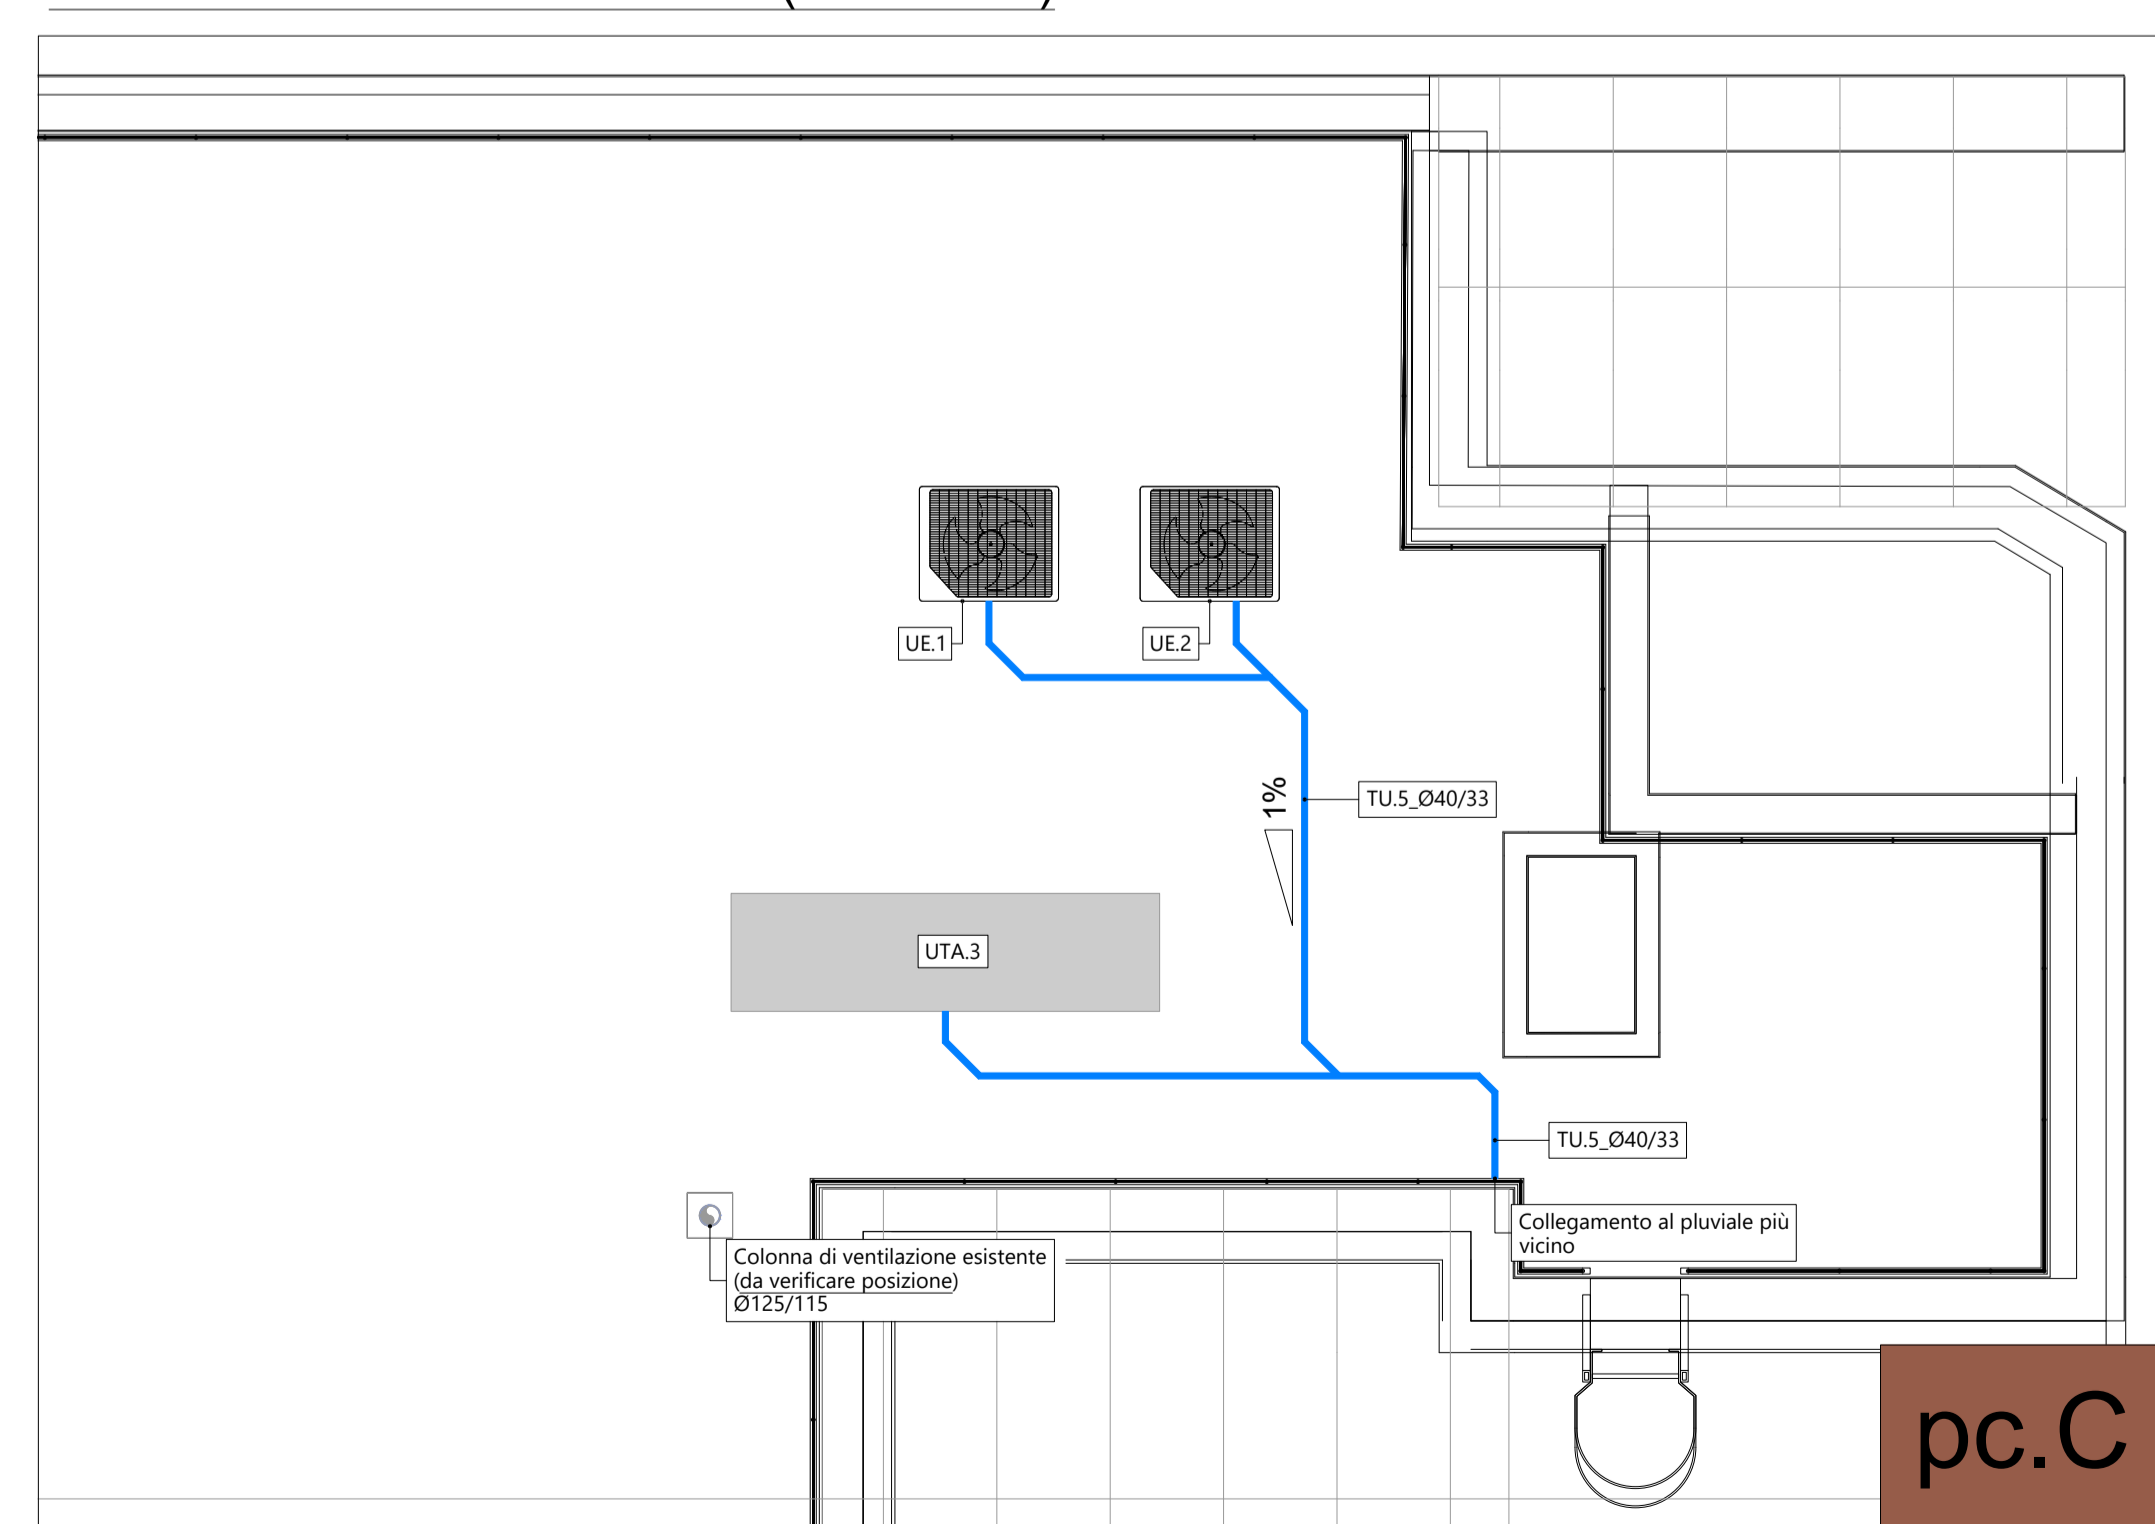 UE.1
UE.2
1%
TU.5_Ø40/33
UTA.3
TU.5_Ø40/33
Collegamento al pluviale più
vicino
Colonna di ventilazione esistente
(da verificare posizione)
Ø125/115
pc.C